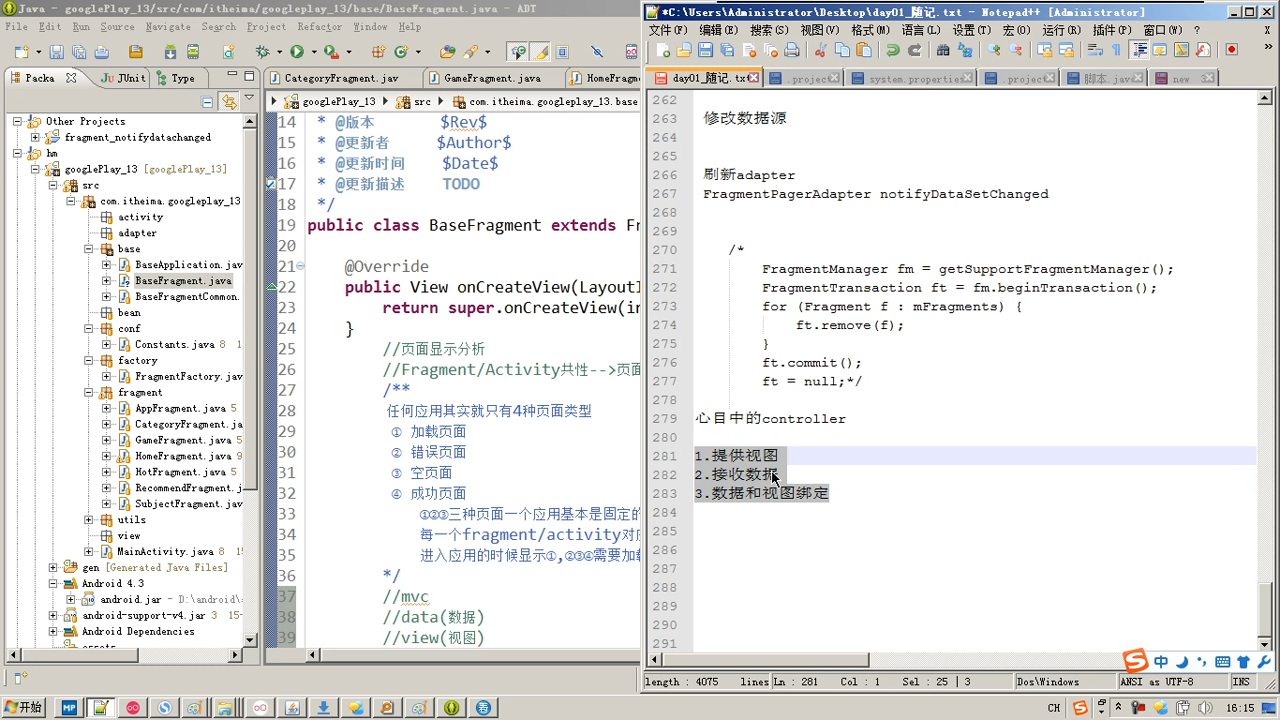 Java - googleplay_13/src/com/itheima/googleplay_13/base/BaseFragment.java - ADT
File Edit Run Source Navigate Search Project Refactor Window Help
Packa
JUnit
Type
Other Projects
fragment_notifydatachanged
hm
googlePlay_13 [googlePlay_13]
src
com.itheima.googleplay_13
activity
adapter
base
BaseApplication.jav
BaseFragment.java
BaseFragmentCommon.
bean
conf
Constants.java 8 1
factory
FragmentFactory.jav
fragment
AppFragment.java 5
CategoryFragment.ja
GameFragment.java 9
HomeFragment.java 9
HotFragment.java 5
RecommendFragment.j
SubjectFragment.jav
utils
view
MainActivity.java 8 1
gen [Generated Java Files]
Android 4.3
android.jar - D:\android\a
android-support-v4.jar 3 15-
Android Dependencies
assets
CategoryFragment.jav
GameFragment.java
HomeFragm
googlePlay_13
src
com.itheima.googleplay_13.base
14 * @版本 $Rev$
15 * @更新者 $Author$
16 * @更新时间 $Date$
17 * @更新描述 TODO
18 */
19 public class BaseFragment extends Fr
20
21 @Override
22 public View onCreateView(LayoutI
23 return super.onCreateView(in
24 }
25 //页面显示分析
26 //Fragment/Activity共性-->页面
27 /**
28 任何应用其实就只有4种页面类型
29 ① 加载页面
30 ② 错误页面
31 ③ 空页面
32 ④ 成功页面
33 ①②③三种页面一个应用基本是固定的
34 每一个fragment/activity对应
35 进入应用的时候显示①,②③④需要加载
36 */
37 //mvc
38 //data(数据)
39 //view(视图)
*C:\Users\Administrator\Desktop\day01_随记.txt - Notepad++ [Administrator]
文件(F) 编辑(E) 搜索(S) 视图(V) 格式(M) 语言(L) 设置(T) 宏(O) 运行(R) 插件(P) 窗口(W) ? X
day01_随记.txt
.project
system.properties
.project
脚本.java
new 3
262
263 修改数据源
264
265
266 刷新adapter
267 FragmentPagerAdapter notifyDataSetChanged
268
269
270 /*
271 FragmentManager fm = getSupportFragmentManager();
272 FragmentTransaction ft = fm.beginTransaction();
273 for (Fragment f : mFragments) {
274 ft.remove(f);
275 }
276 ft.commit();
277 ft = null;*/
278
279 心目中的controller
280
281 1.提供视图
282 2.接收数据
283 3.数据和视图绑定
284
285
286
287
288
289
290
291
中
length : 4075 lines Ln : 281 Col : 1 Sel : 25 | 3 Dos\Windows ANSI as UTF-8 INS
开始
CH
16:15